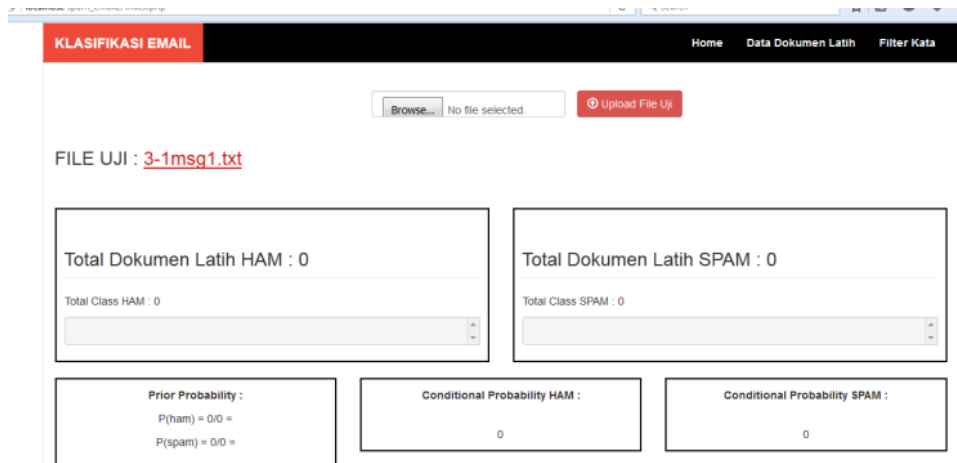 KLASIFIKASI EMAIL
Home Data Dokumen Latih Filter Kata
Browse... No file selected. Upload File Uji
FILE UJI : 3-1msg1.txt
Total Dokumen Latih HAM : 0
Total Class HAM : 0
Total Dokumen Latih SPAM : 0
Total Class SPAM : 0
Prior Probability :
P(ham) = 0/0 =
P(spam) = 0/0 =
Conditional Probability HAM :
0
Conditional Probability SPAM :
0